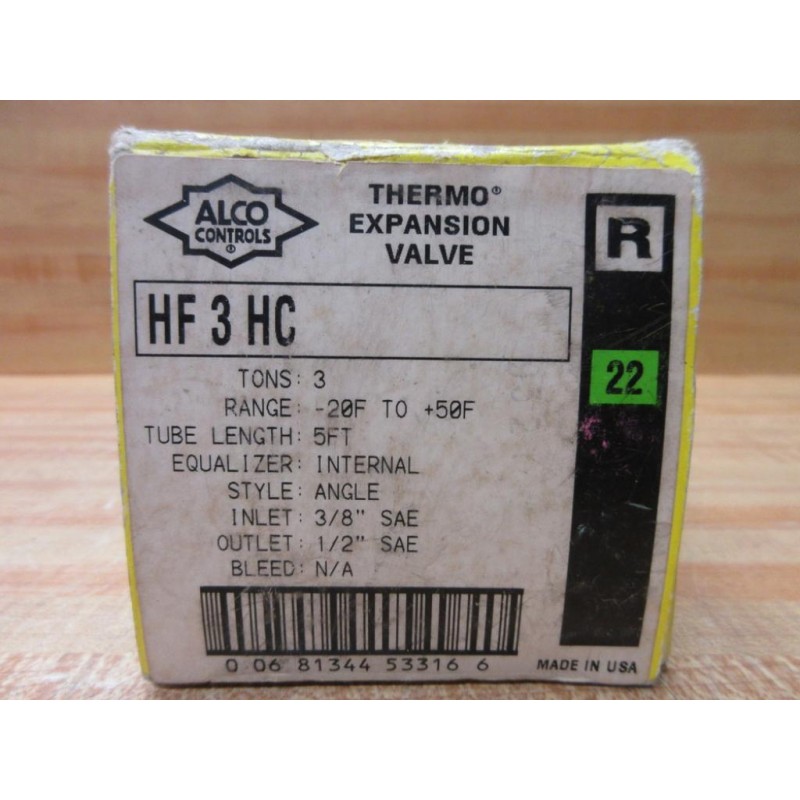 ALCO
CONTROLS
®
THERMO®
EXPANSION
VALVE
R
22
HF 3 HC
TONS: 3
RANGE: -20F TO +50F
TUBE LENGTH: 5FT
EQUALIZER: INTERNAL
STYLE: ANGLE
INLET: 3/8" SAE
OUTLET: 1/2" SAE
BLEED: N/A
0 06 81344 53316 6
MADE IN USA